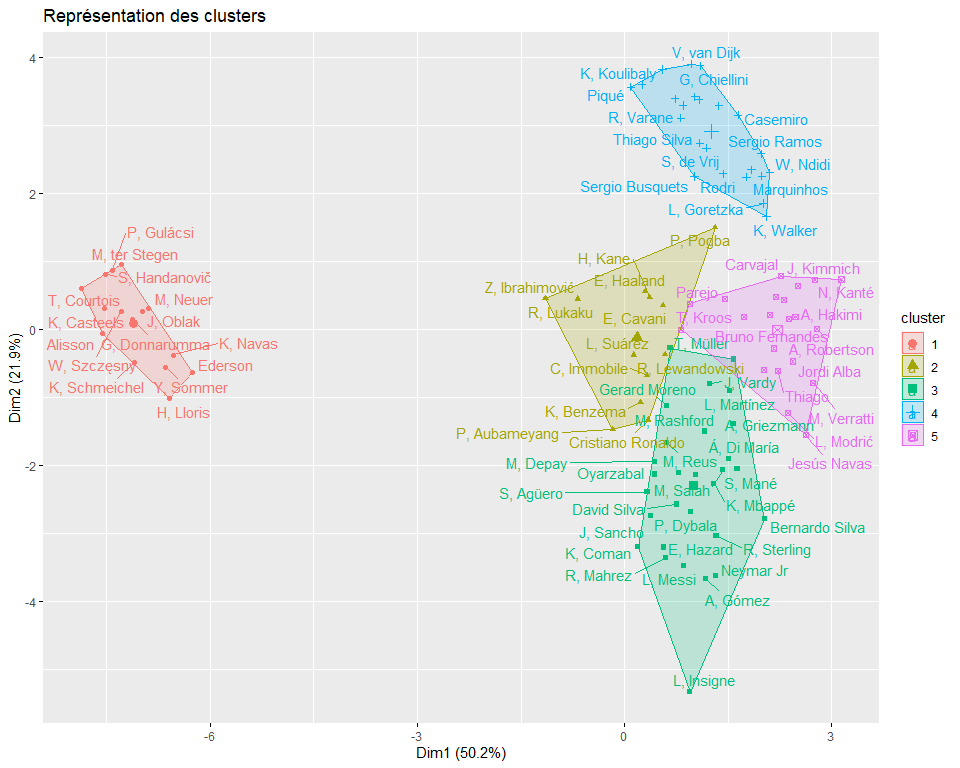 Représentation des clusters
V, van Dijk
K, Koulibaly
G, Chiellini
Piqué
R, Varane
Casemiro
Thiago Silva
Sergio Ramos
S, de Vrij
W, Ndidi
Sergio Busquets
Rodri
Marquinhos
L, Goretzka
K, Walker
P, Gulácsi
M, ter Stegen
S, Handanovič
T, Courtois
M, Neuer
K, Casteels
J, Oblak
Alisson
G, Donnarumma
K, Navas
W, Szczęsny
Ederson
K, Schmeichel
Y, Sommer
H, Lloris
P, Pogba
H, Kane
E, Haaland
Z, Ibrahimović
R, Lukaku
E, Cavani
L, Suárez
C, Immobile
R, Lewandowski
K, Benzema
P, Aubameyang
Cristiano Ronaldo
Carvajal
J, Kimmich
Parejo
N, Kanté
T, Kroos
A, Hakimi
Bruno Fernandes
A, Robertson
Jordi Alba
Thiago
M, Verratti
L, Modrić
Jesús Navas
T, Müller
J, Vardy
Gerard Moreno
L, Martínez
M, Rashford
A, Griezmann
Á, Di María
M, Depay
M, Reus
Oyarzabal
S, Mané
S, Agüero
M, Salah
K, Mbappé
David Silva
P, Dybala
Bernardo Silva
J, Sancho
K, Coman
E, Hazard
R, Sterling
R, Mahrez
L, Messi
Neymar Jr
A, Gómez
L, Insigne
4
2
0
-2
-4
Dim2 (21.9%)
-6
-3
0
3
Dim1 (50.2%)
cluster
a 1
a 2
a 3
a 4
a 5